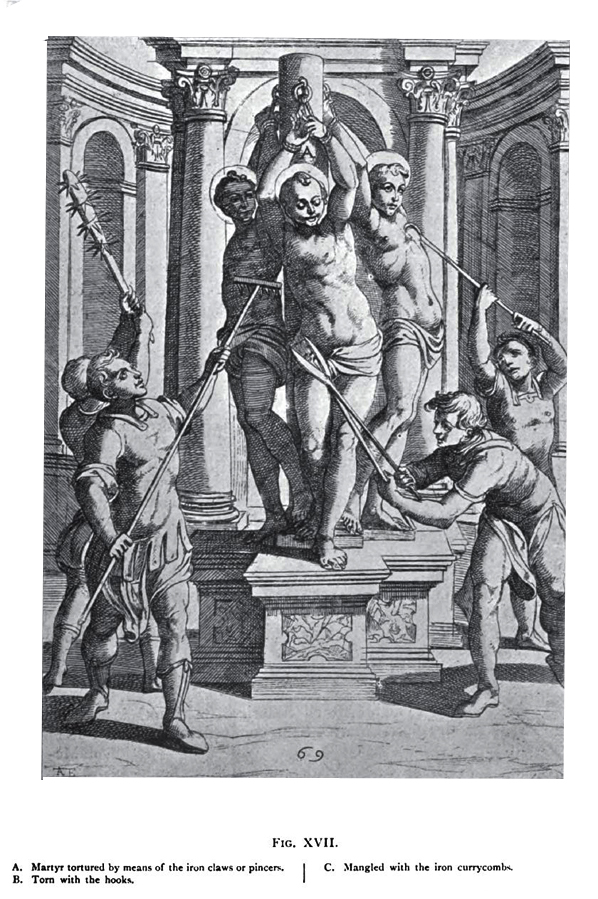 A
69
FIG. XVII.
A. Martyr tortured by means of the iron claws or pincers.
B. Torn with the hooks.
C. Mangled with the iron currycombs.